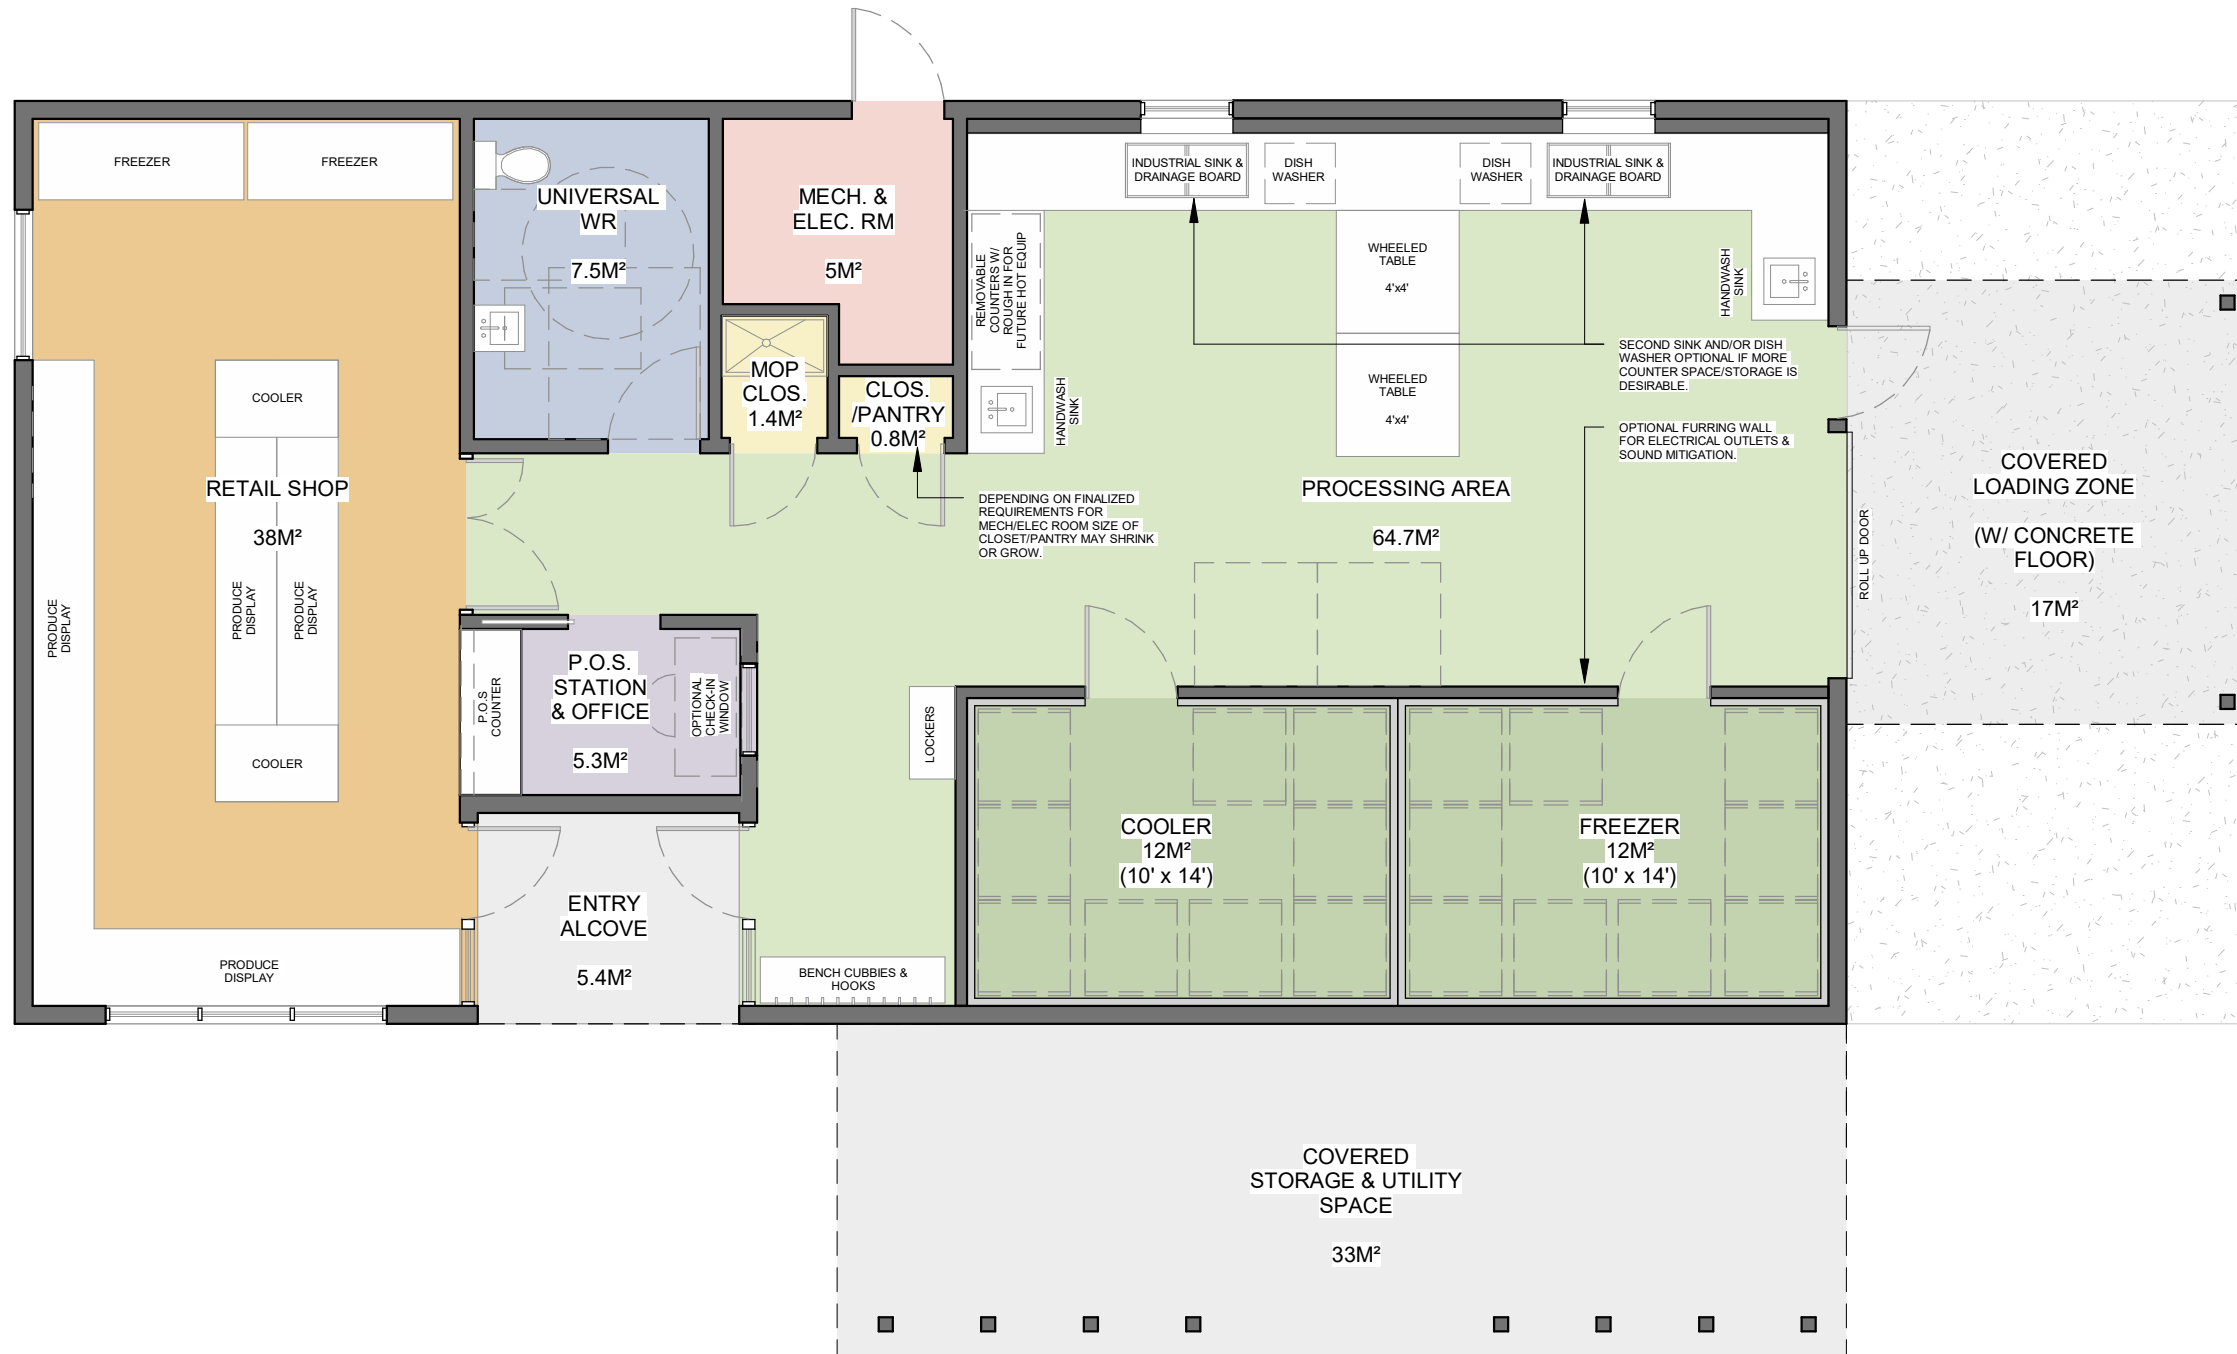 FREEZER
FREEZER
UNIVERSAL
WR
7.5M²
MECH. &
ELEC. RM
5M²
INDUSTRIAL SINK &
DRAINAGE BOARD
DISH
WASHER
DISH
WASHER
INDUSTRIAL SINK &
DRAINAGE BOARD
REMOVABLE
COUNTERS W/
ROUGH IN FOR
FUTURE HOT EQUIP
WHEELED
TABLE
4'x4'
HANDWASH
SINK
WHEELED
TABLE
4'x4'
HANDWASH
SINK
MOP
CLOS.
1.4M²
CLOS.
/PANTRY
0.8M²
SECOND SINK AND/OR DISH
WASHER OPTIONAL IF MORE
COUNTER SPACE/STORAGE IS
DESIRABLE.
OPTIONAL FURRING WALL
FOR ELECTRICAL OUTLETS &
SOUND MITIGATION.
COOLER
RETAIL SHOP
38M²
PRODUCE
DISPLAY
PRODUCE
DISPLAY
PRODUCE
DISPLAY
COOLER
PRODUCE
DISPLAY
DEPENDING ON FINALIZED
REQUIREMENTS FOR
MECH/ELEC ROOM SIZE OF
CLOSET/PANTRY MAY SHRINK
OR GROW.
PROCESSING AREA
64.7M²
ROLL UP DOOR
COVERED
LOADING ZONE
(W/ CONCRETE
FLOOR)
17M²
P.O.S
COUNTER
P.O.S.
STATION
& OFFICE
5.3M²
OPTIONAL
CHECK-IN
WINDOW
LOCKERS
COOLER
12M²
(10' x 14')
FREEZER
12M²
(10' x 14')
ENTRY
ALCOVE
5.4M²
BENCH CUBBIES &
HOOKS
COVERED
STORAGE & UTILITY
SPACE
33M²